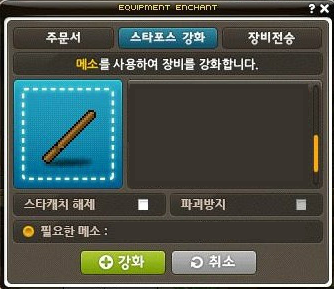 EQUIPMENT ENCHANT
주문서 스타포스 강화 장비전승
메소를 사용하여 장비를 강화합니다.
스타캐치 해제 파괴방지
필요한 메소 :
강화 취소